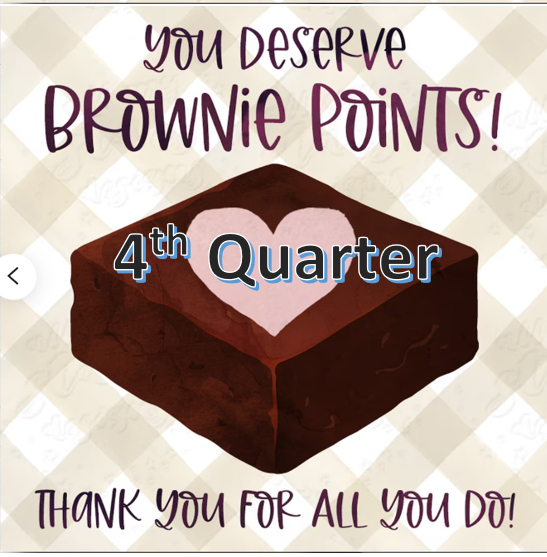 You Deserve
Brownie Points!
4th Quarter
Thank you for all you do!